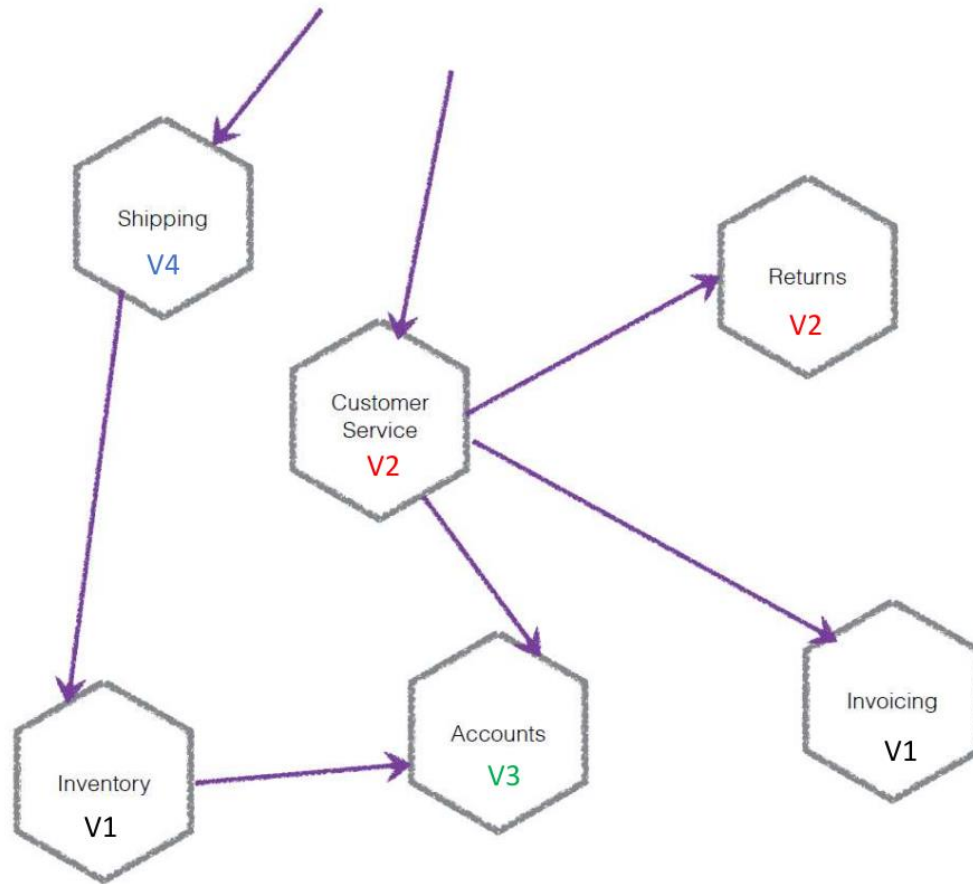 Shipping
V4
Returns
V2
Customer
Service
V2
Accounts
V3
Invoicing
V1
Inventory
V1